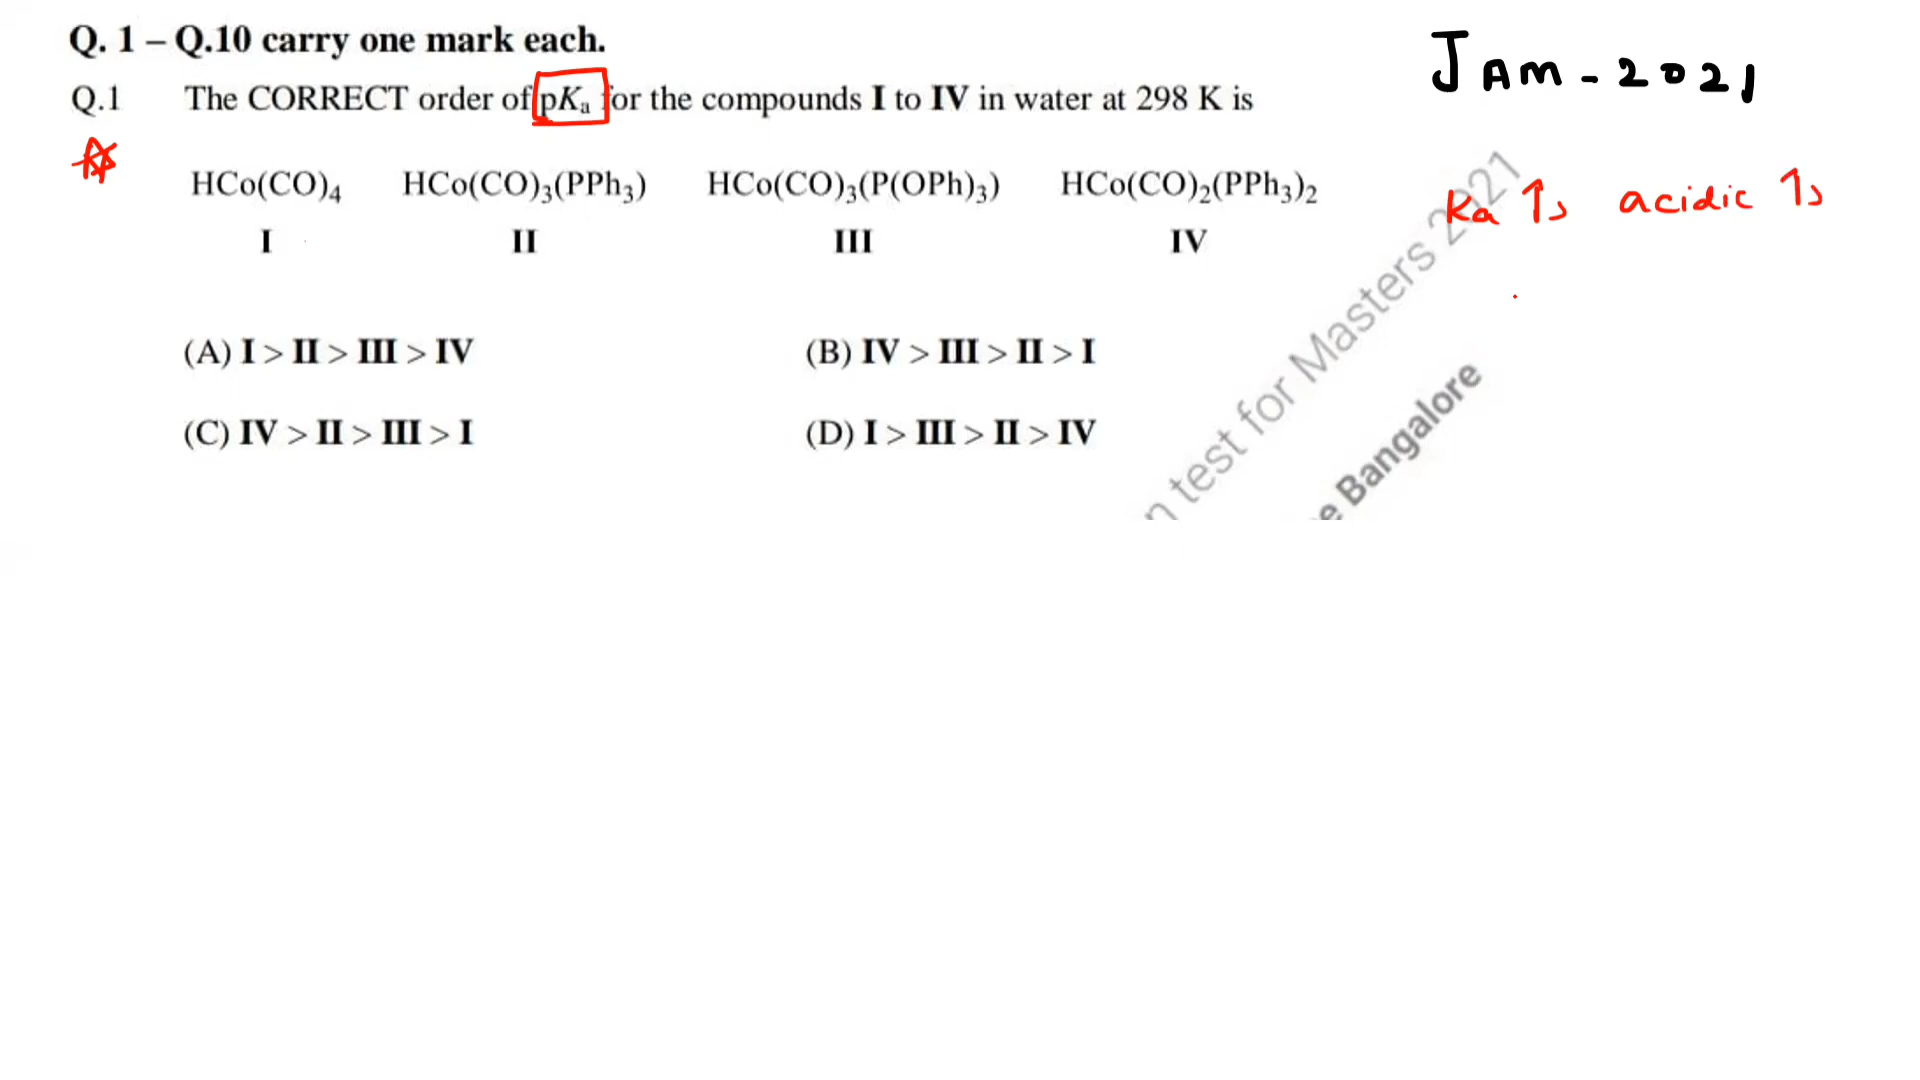 Q. 1 – Q.10 carry one mark each.
JAM-2021
Q.1 The CORRECT order of pKₐ for the compounds I to IV in water at 298 K is
HCo(CO)₄ HCo(CO)₃(PPh₃) HCo(CO)₃(P(OPh)₃) HCo(CO)₂(PPh₃)₂
Ka ↑s acidic ↑s
I II III IV
(A) I > II > III > IV (B) IV > III > II > I
(C) IV > II > III > I (D) I > III > II > IV
test for Masters 2021
Bangalore